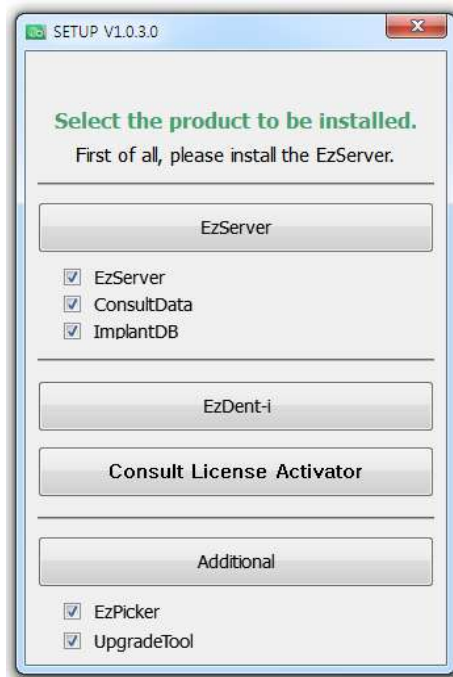 SETUP V1.0.3.0
Select the product to be installed.
First of all, please install the EzServer.
EzServer
EzServer
ConsultData
ImplantDB
EzDent-i
Consult License Activator
Additional
EzPicker
UpgradeTool